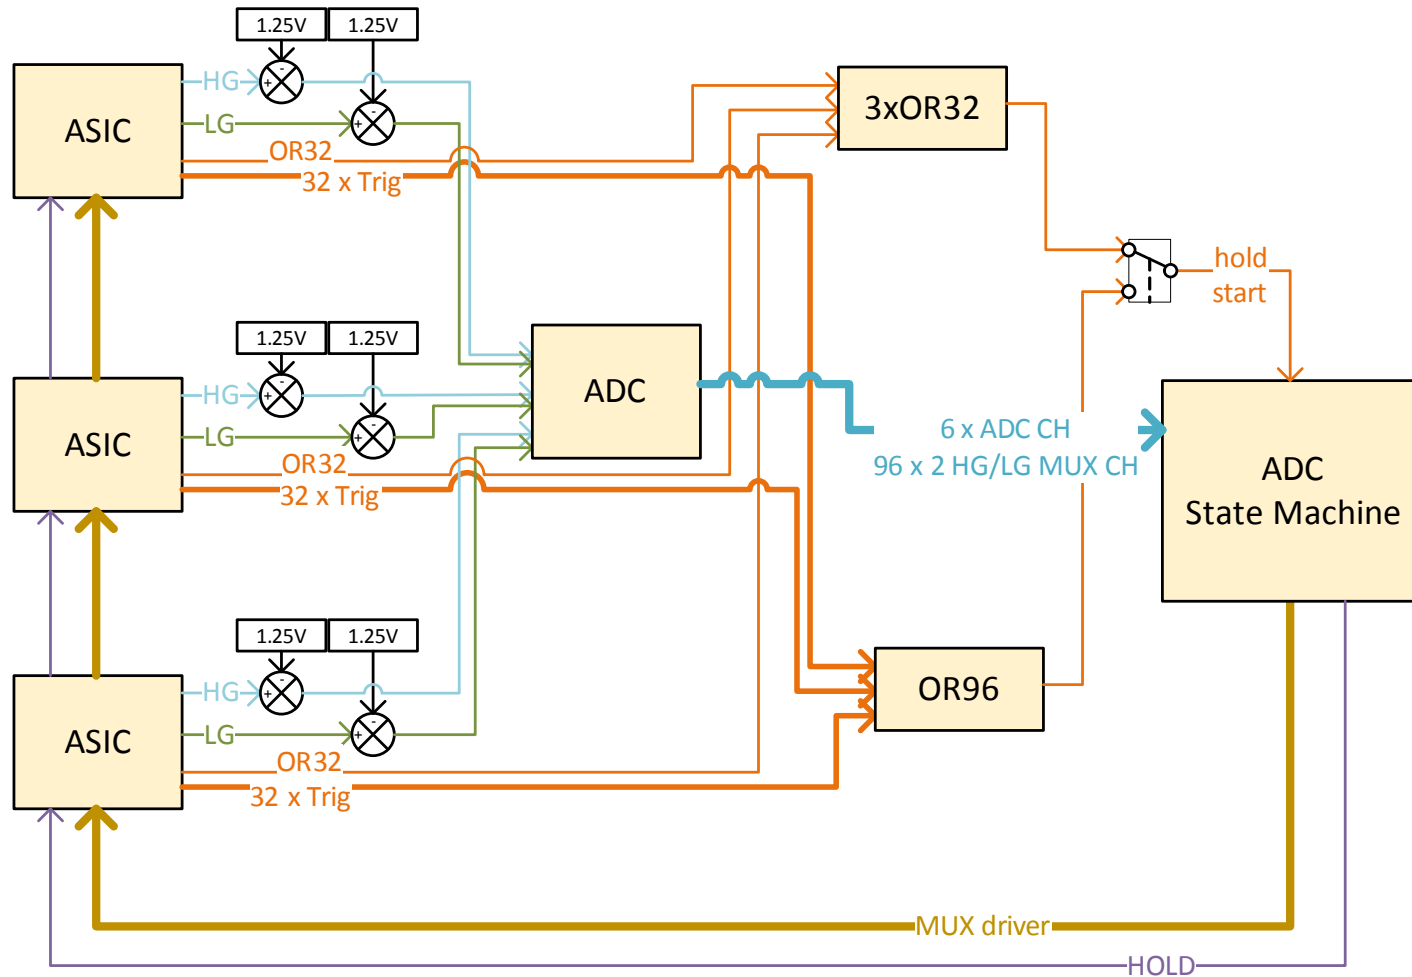 1.25V
1.25V
ASIC
HG
+
-
LG
+
-
OR32
32 x Trig
3xOR32
hold
start
1.25V
1.25V
ASIC
HG
+
-
LG
+
-
OR32
32 x Trig
ADC
6 x ADC CH
96 x 2 HG/LG MUX CH
ADC
State Machine
1.25V
1.25V
ASIC
HG
+
-
LG
+
-
OR32
32 x Trig
OR96
MUX driver
HOLD